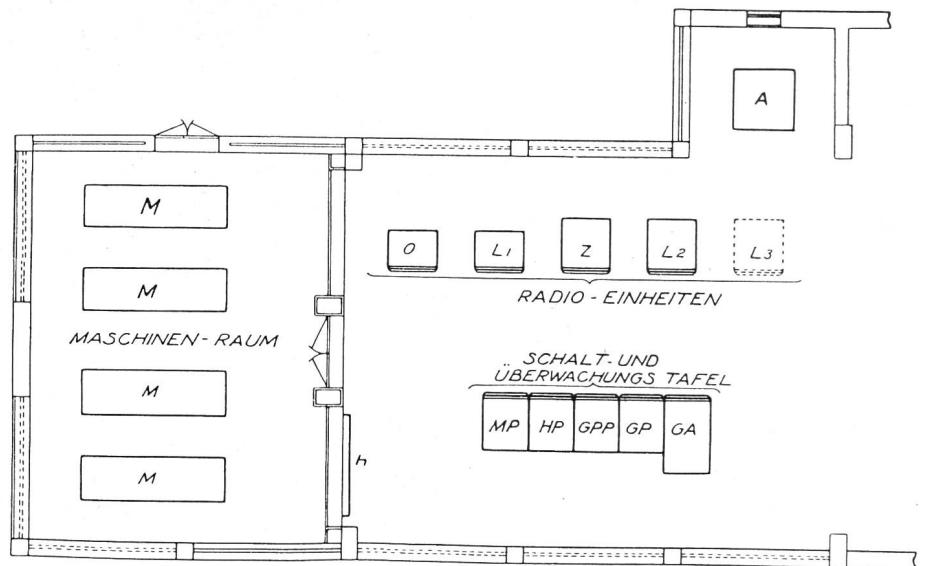 A
M
O
L1
Z
L2
L3
M
RADIO - EINHEITEN
MASCHINEN - RAUM
SCHALT- UND
ÜBERWACHUNGS TAFEL
M
MP
HP
GPP
GP
GA
h
M